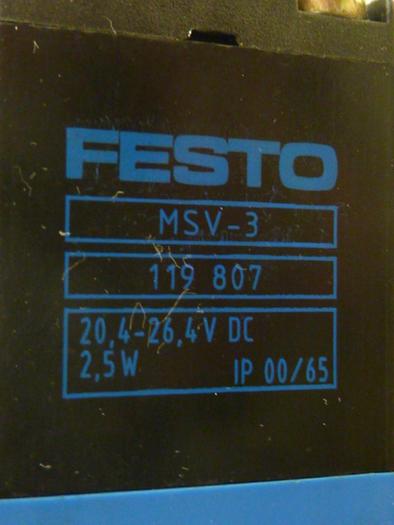 FESTO
MSV-3
119 807
20,4-26,4V DC
2,5W IP 00/65